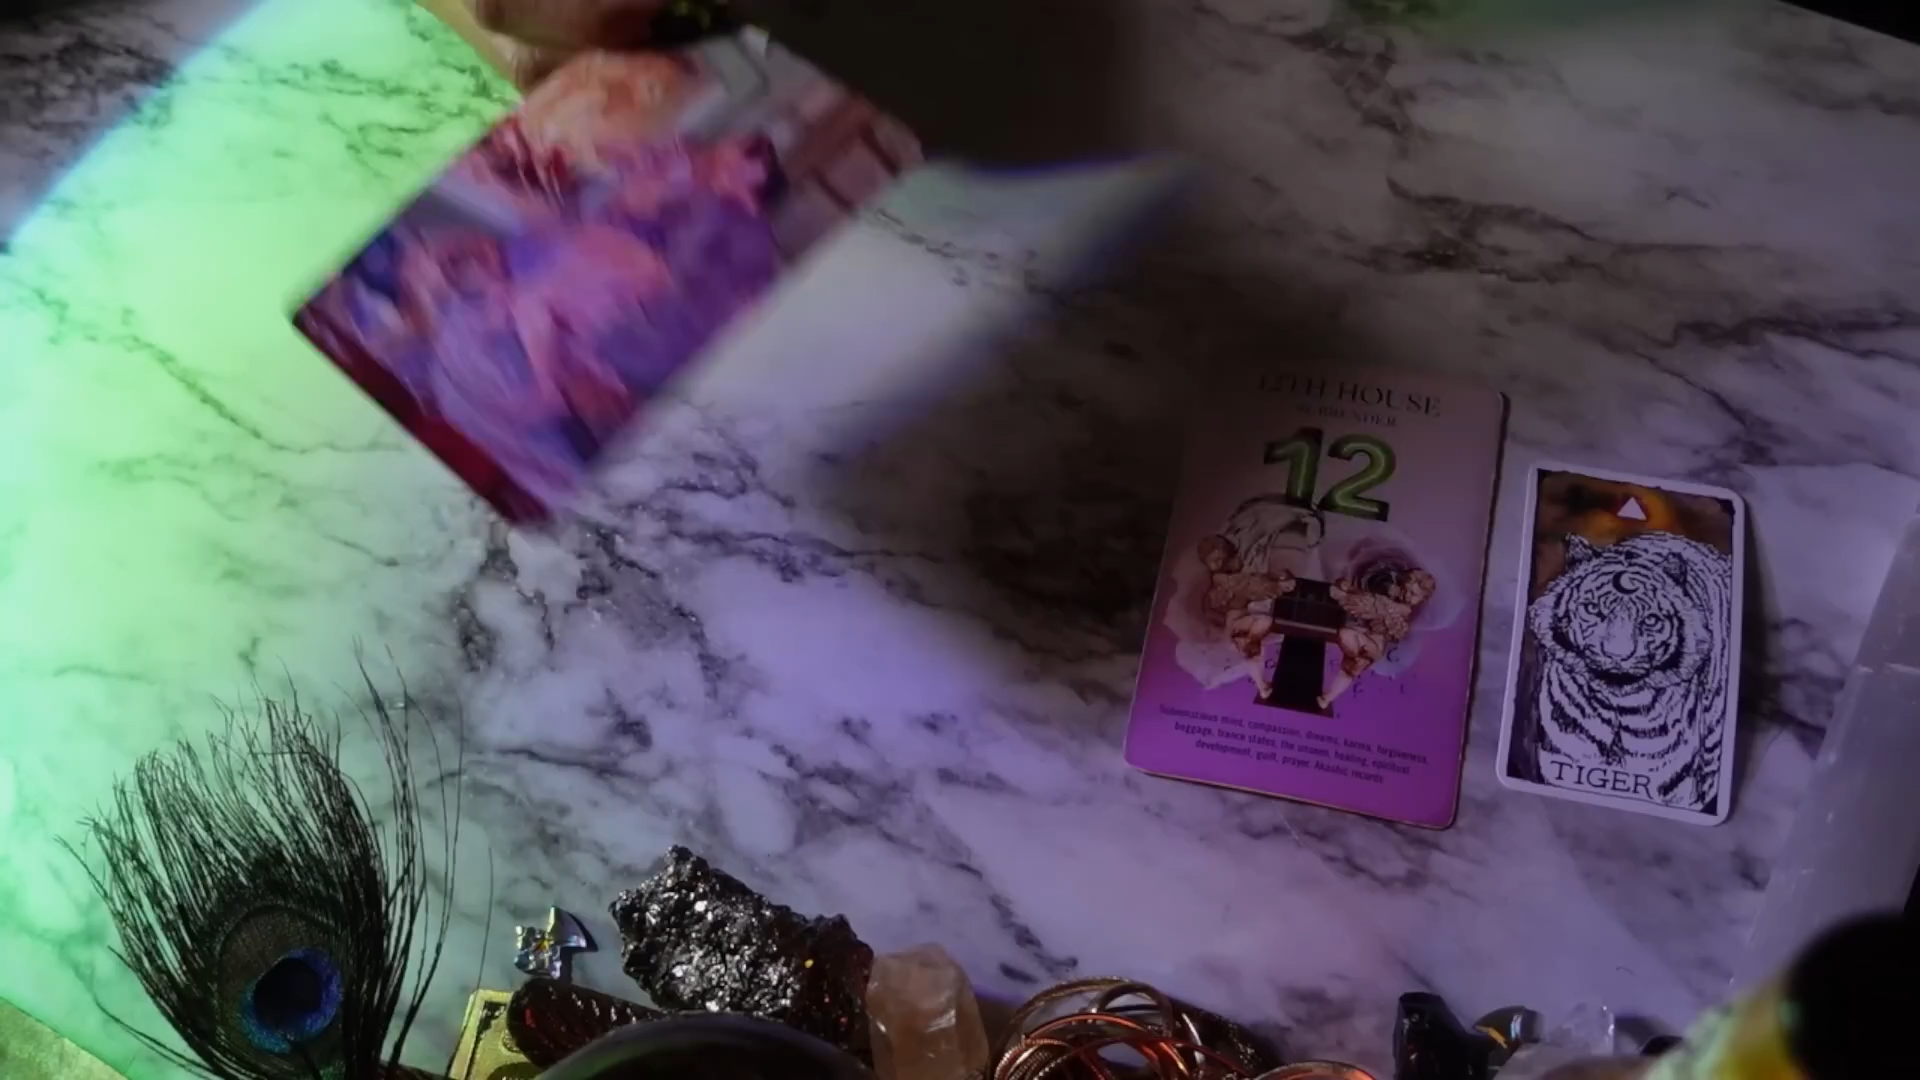 12TH HOUSE
SURRENDER
12
Subconscious mind, compassion, dreams, karma, forgiveness,
baggage, trance states, the unseen, healing, spiritual
development, guilt, prayer, Akashic records
TIGER